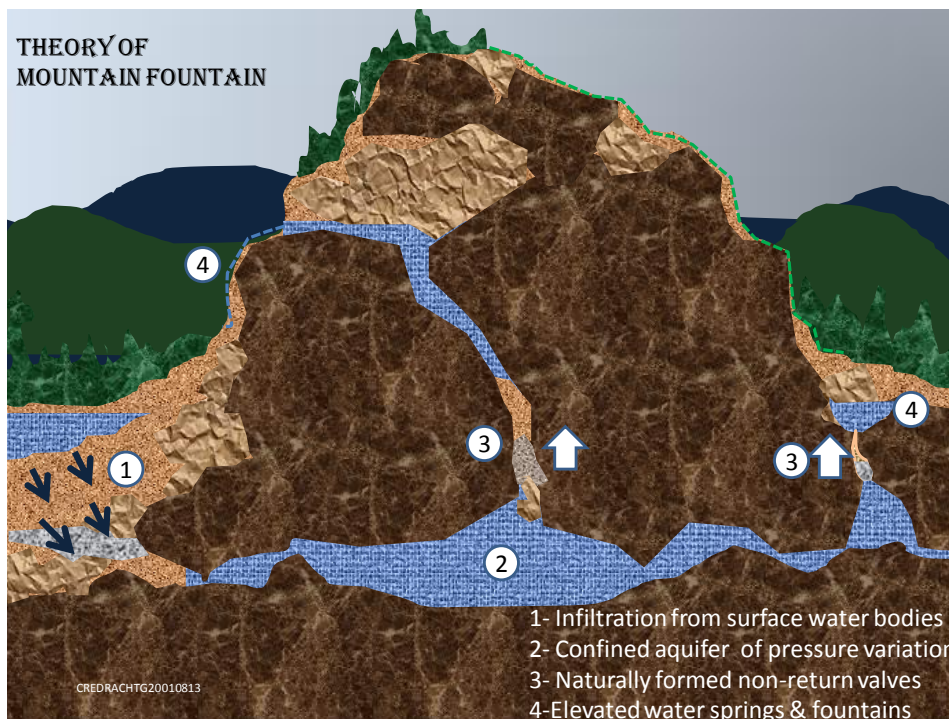 THEORY OF
MOUNTAIN FOUNTAIN
4
4
3
3
1
2
1- Infiltration from surface water bodies
2- Confined aquifer of pressure variation
3- Naturally formed non-return valves
4-Elevated water springs & fountains
CREDRACHTG20010813